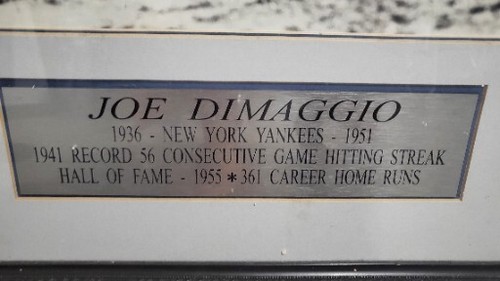 JOE DIMAGGIO
1936 - NEW YORK YANKEES - 1951
1941 RECORD 56 CONSECUTIVE GAME HITTING STREAK
HALL OF FAME - 1955 * 361 CAREER HOME RUNS